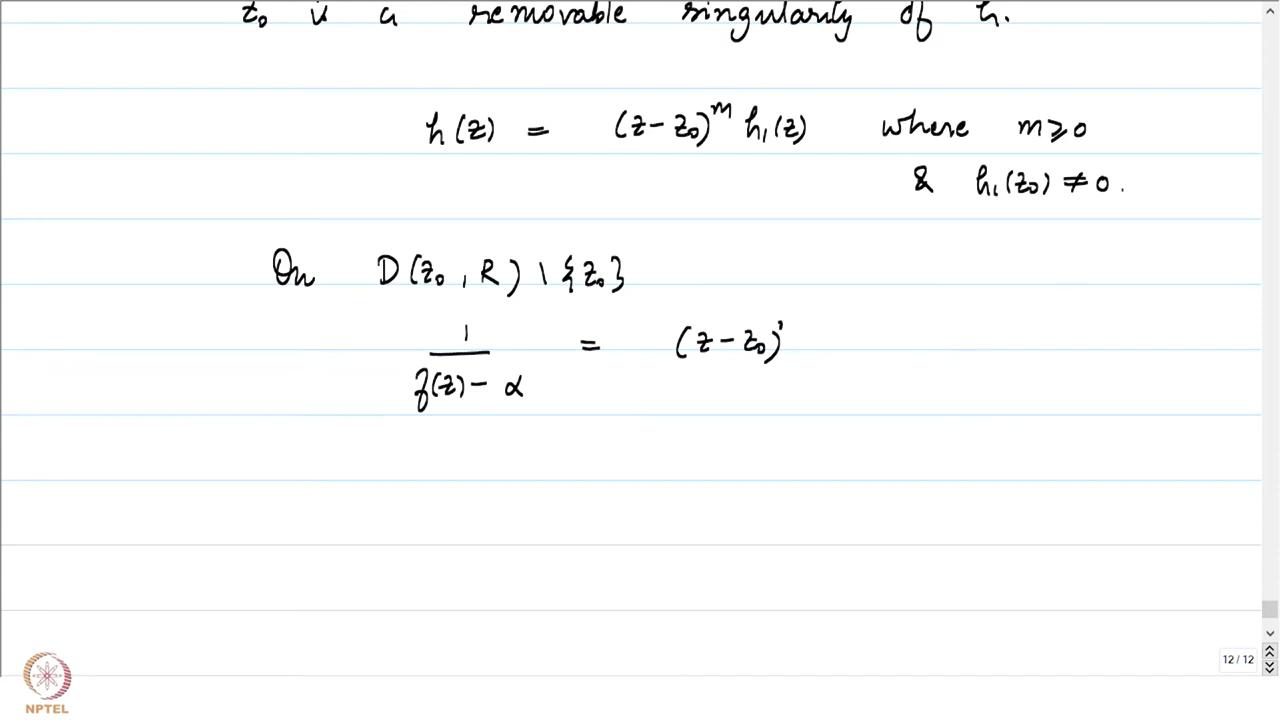 z₀ is a removable singularity of h.
h(z) = (z-z₀)ᵐ h₁(z) where m≥0
& h₁(z₀) ≠ 0.
On D(z₀, R) \ {z₀}
1/(f(z) - α) = (z-z₀)
12 / 12
NPTEL